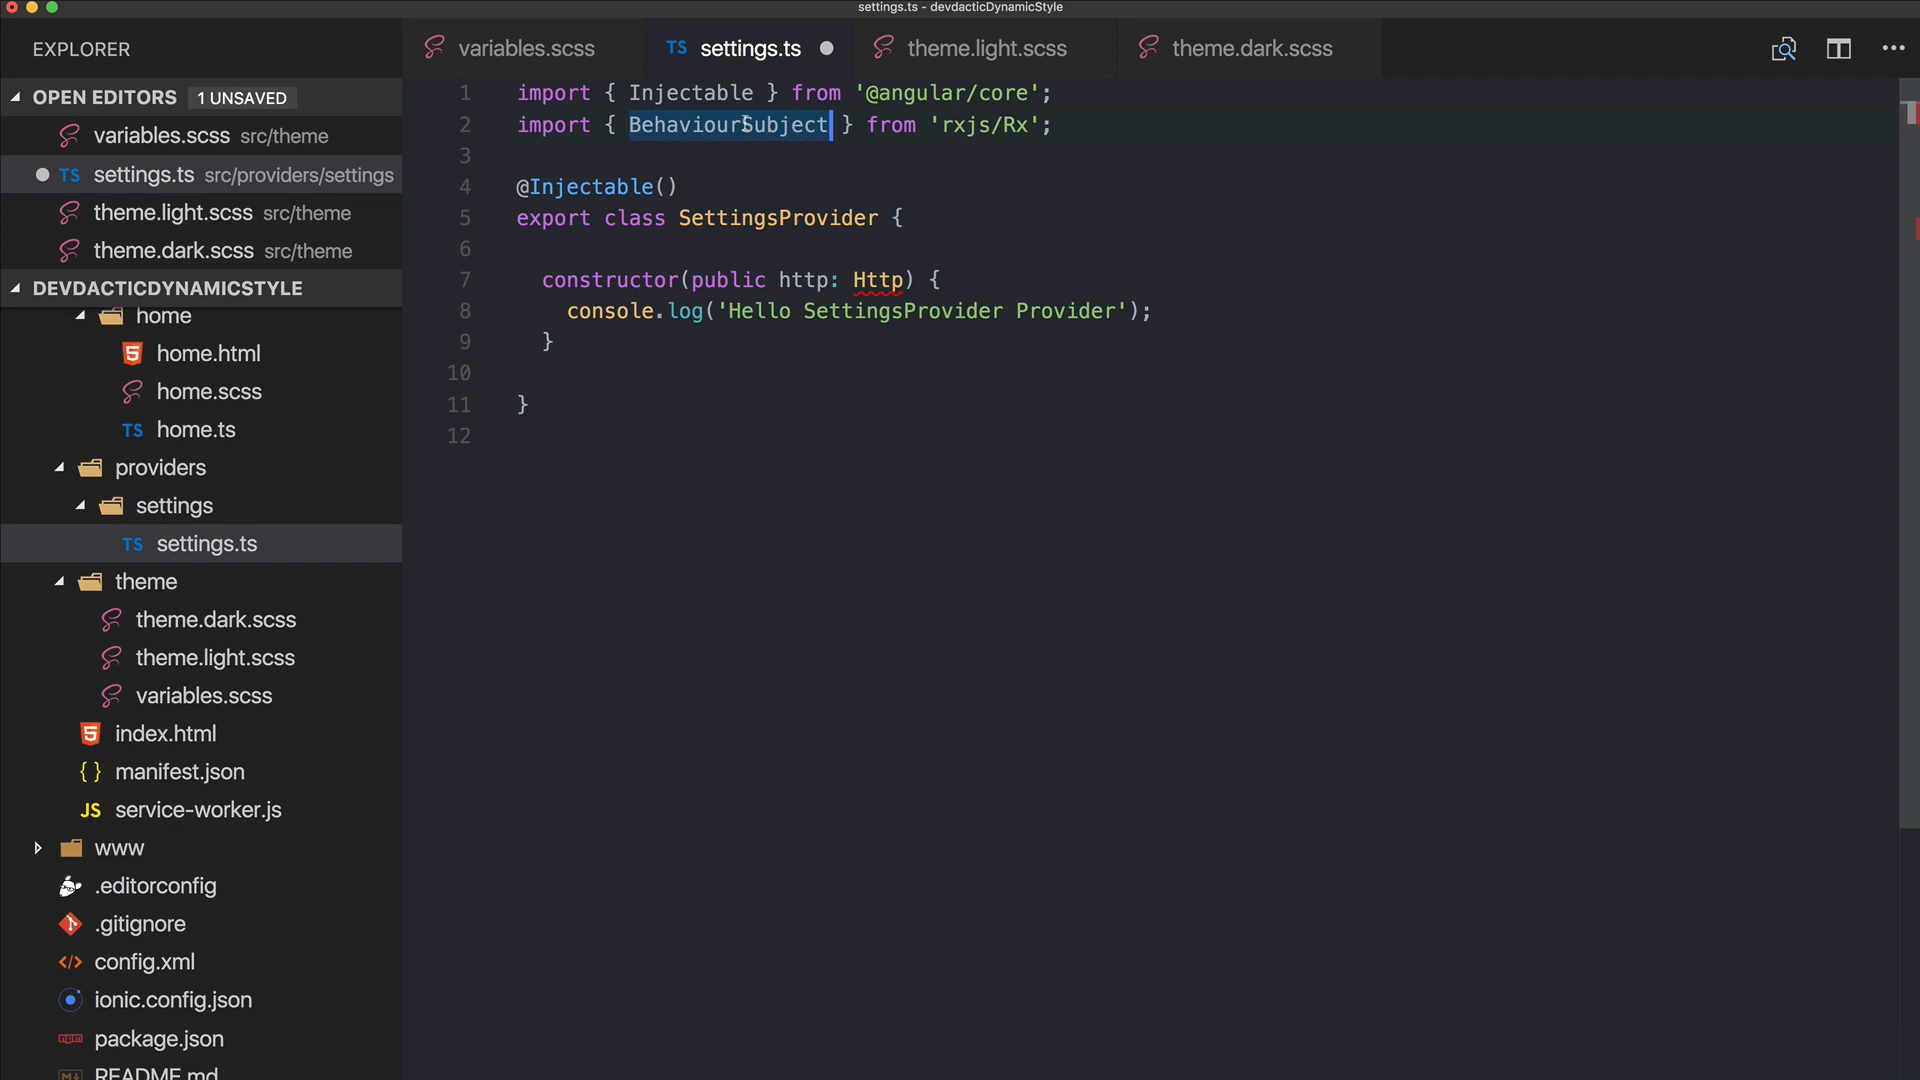 settings.ts - devdacticDynamicStyle
EXPLORER
variables.scss
settings.ts
theme.light.scss
theme.dark.scss
OPEN EDITORS 1 UNSAVED
variables.scss src/theme
settings.ts src/providers/settings
theme.light.scss src/theme
theme.dark.scss src/theme
DEVDACTICDYNAMICSTYLE
home
home.html
home.scss
home.ts
providers
settings
settings.ts
theme
theme.dark.scss
theme.light.scss
variables.scss
index.html
manifest.json
service-worker.js
www
.editorconfig
.gitignore
config.xml
ionic.config.json
package.json
README.md
1 import { Injectable } from '@angular/core';
2 import { BehaviourSubject } from 'rxjs/Rx';
3
4 @Injectable()
5 export class SettingsProvider {
6
7 constructor(public http: Http) {
8 console.log('Hello SettingsProvider Provider');
9 }
10
11 }
12